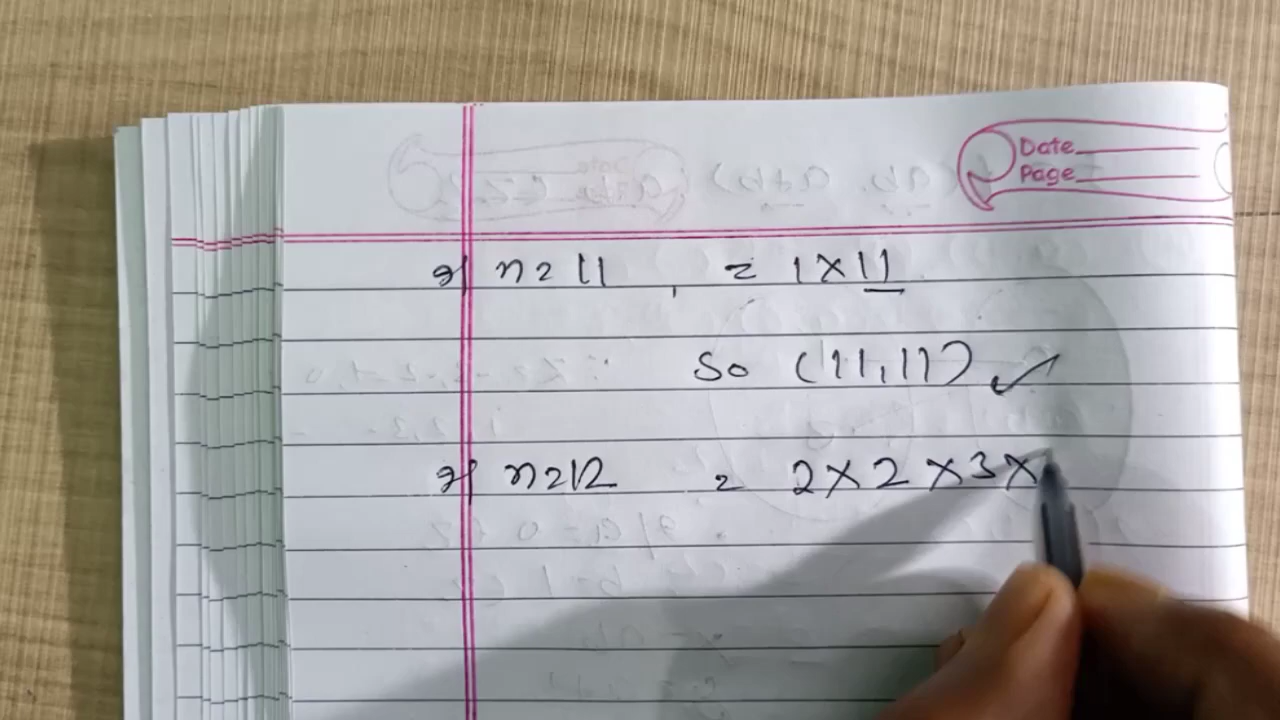 Date
Page
If n = 11 , = 1 × 11
So (11, 11) ✓
If n = 12 = 2 × 2 × 3 ×